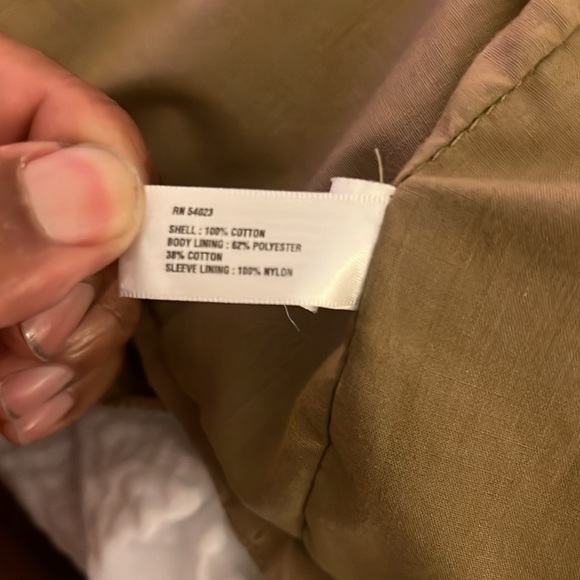 RN 54023
SHELL : 100% COTTON
BODY LINING : 62% POLYESTER
38% COTTON
SLEEVE LINING : 100% NYLON